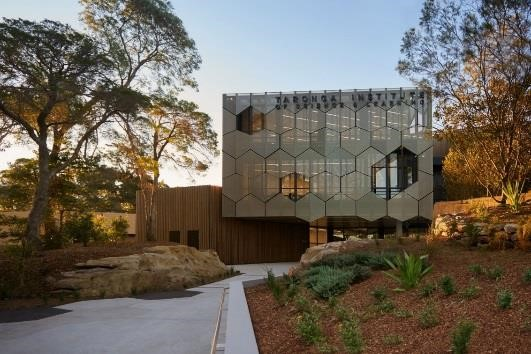 TARONGA INSTITUTE
OF SCIENCE & LEARNING